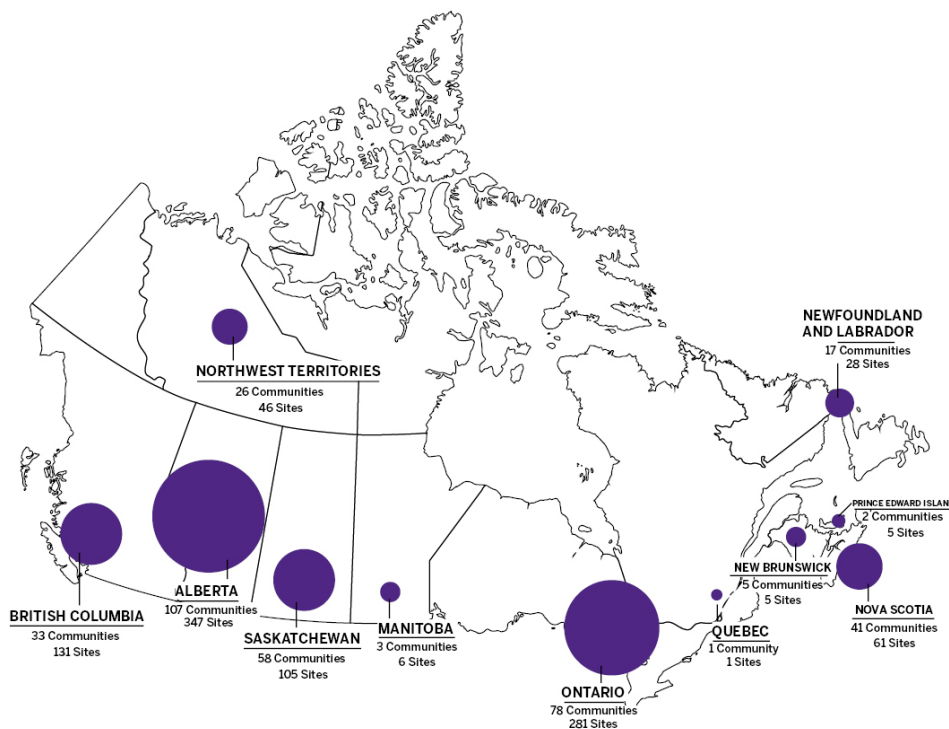 NEWFOUNDLAND
AND LABRADOR
17 Communities
28 Sites
NORTHWEST TERRITORIES
26 Communities
46 Sites
PRINCE EDWARD ISLAN
2 Communities
5 Sites
NEW BRUNSWICK
5 Communities
5 Sites
NOVA SCOTIA
41 Communities
61 Sites
BRITISH COLUMBIA
33 Communities
131 Sites
ALBERTA
107 Communities
347 Sites
SASKATCHEWAN
58 Communities
105 Sites
MANITOBA
3 Communities
6 Sites
QUEBEC
1 Community
1 Sites
ONTARIO
78 Communities
281 Sites